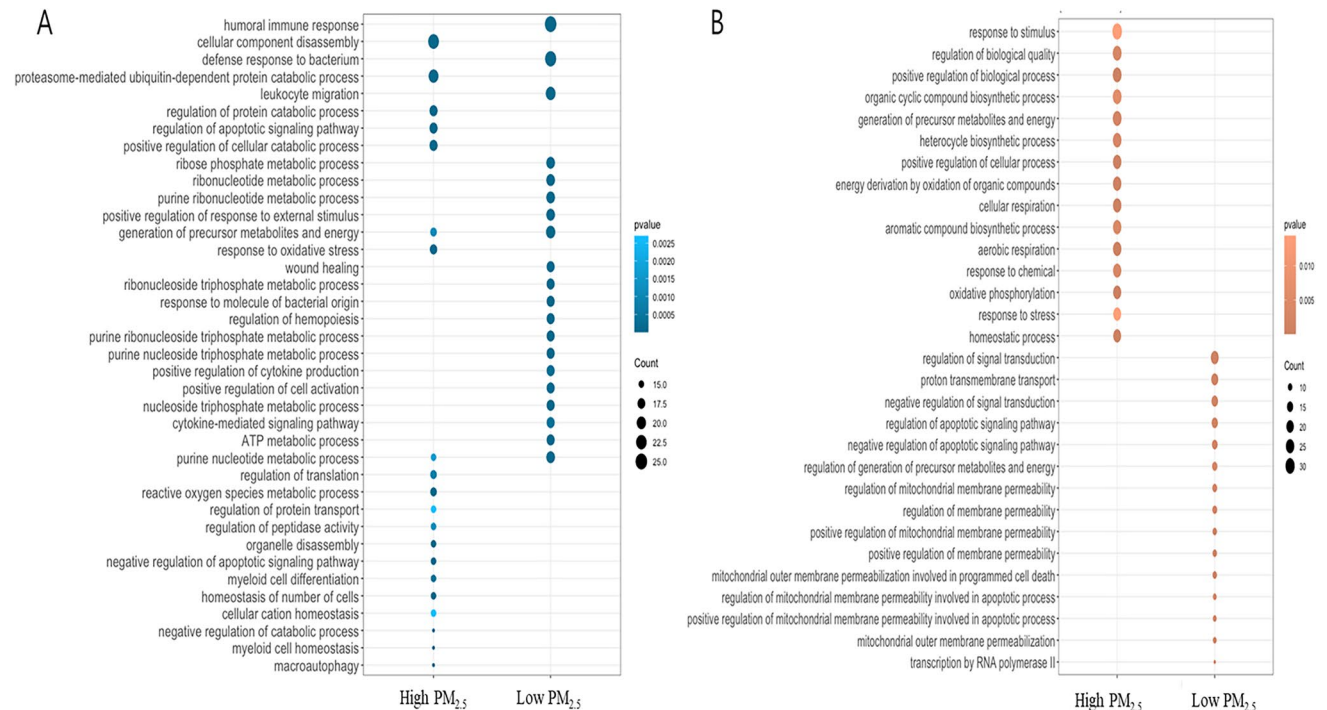 A
humoral immune response
cellular component disassembly
defense response to bacterium
proteasome-mediated ubiquitin-dependent protein catabolic process
leukocyte migration
regulation of protein catabolic process
regulation of apoptotic signaling pathway
positive regulation of cellular catabolic process
ribose phosphate metabolic process
ribonucleotide metabolic process
purine ribonucleotide metabolic process
positive regulation of response to external stimulus
generation of precursor metabolites and energy
response to oxidative stress
wound healing
ribonucleoside triphosphate metabolic process
response to molecule of bacterial origin
regulation of hemopoiesis
purine ribonucleoside triphosphate metabolic process
purine nucleoside triphosphate metabolic process
positive regulation of cytokine production
positive regulation of cell activation
nucleoside triphosphate metabolic process
cytokine-mediated signaling pathway
ATP metabolic process
purine nucleotide metabolic process
regulation of translation
reactive oxygen species metabolic process
regulation of protein transport
regulation of peptidase activity
organelle disassembly
negative regulation of apoptotic signaling pathway
myeloid cell differentiation
homeostasis of number of cells
cellular cation homeostasis
negative regulation of catabolic process
myeloid cell homeostasis
macroautophagy
High PM2.5 Low PM2.5
pvalue
0.0025
0.0020
0.0015
0.0010
0.0005
Count
15.0
17.5
20.0
22.5
25.0
B
response to stimulus
regulation of biological quality
positive regulation of biological process
organic cyclic compound biosynthetic process
generation of precursor metabolites and energy
heterocycle biosynthetic process
positive regulation of cellular process
energy derivation by oxidation of organic compounds
cellular respiration
aromatic compound biosynthetic process
aerobic respiration
response to chemical
oxidative phosphorylation
response to stress
homeostatic process
regulation of signal transduction
proton transmembrane transport
negative regulation of signal transduction
regulation of apoptotic signaling pathway
negative regulation of apoptotic signaling pathway
regulation of generation of precursor metabolites and energy
regulation of mitochondrial membrane permeability
regulation of membrane permeability
positive regulation of mitochondrial membrane permeability
positive regulation of membrane permeability
mitochondrial outer membrane permeabilization involved in programmed cell death
regulation of mitochondrial membrane permeability involved in apoptotic process
positive regulation of mitochondrial membrane permeability involved in apoptotic process
mitochondrial outer membrane permeabilization
transcription by RNA polymerase II
High PM2.5 Low PM2.5
pvalue
0.010
0.005
Count
10
15
20
25
30